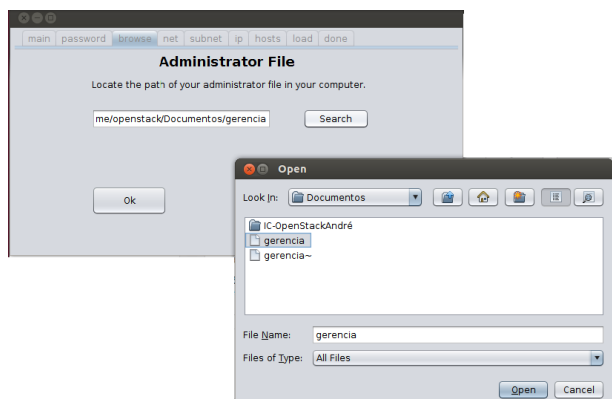 main password browse net subnet ip hosts load done
Administrator File
Locate the path of your administrator file in your computer.
me/openstack/Documentos/gerencia Search
Ok
Open
Look In: Documentos
IC-OpenStackAndré
gerencia
gerencia~
File Name: gerencia
Files of Type: All Files
Open Cancel